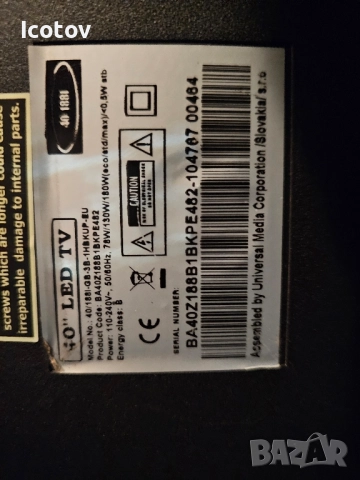 Icotov
screws which are longer could cause
irreparable damage to internal parts.
40" LED TV
40/188I
Model No.: 40/188I-GB-3B-1HBKUP-EU
Product Code: BA40Z188B1BKPE482
Power: 110-240V~, 50/60Hz, 78W/130W/180W(eco/std/max)/<0,5W stb
Energy class: B
CAUTION
CE
SERIAL NUMBER:
BA40Z188B1BKPE482-104767 00464
Assembled by Universal Media Corporation /Slovakia/ s.r.o
BAZAR